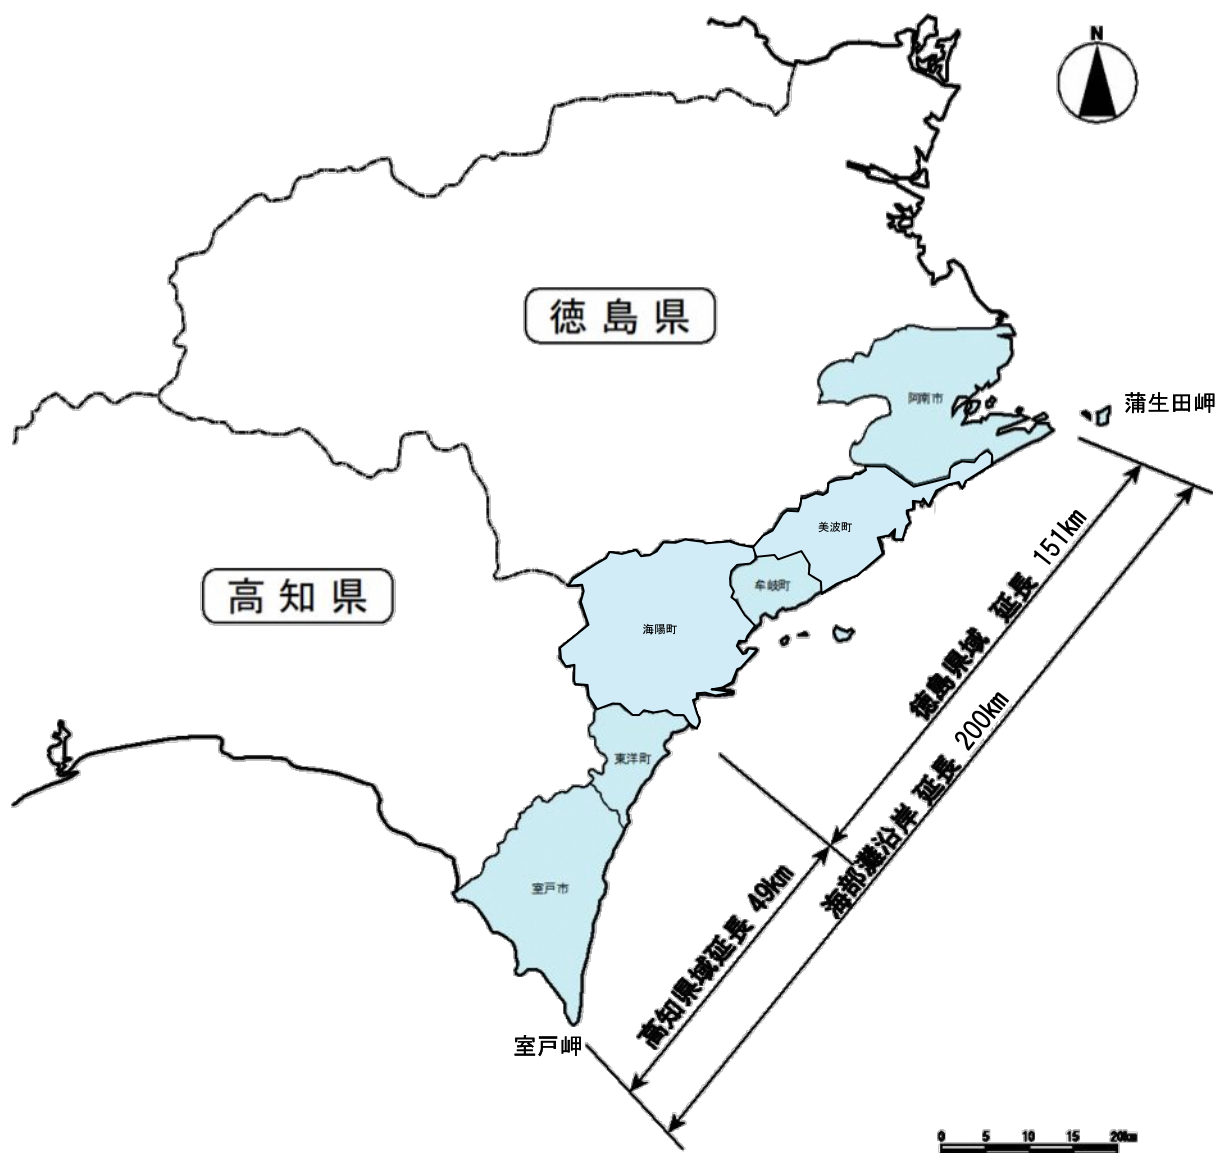 N
徳島県
阿南市
蒲生田岬
美波町
牟岐町
高知県
海陽町
東洋町
室戸市
室戸岬
徳島県域 延長 151km
海部灘沿岸 延長 200km
高知県域延長 49km
0 5 10 15 20km